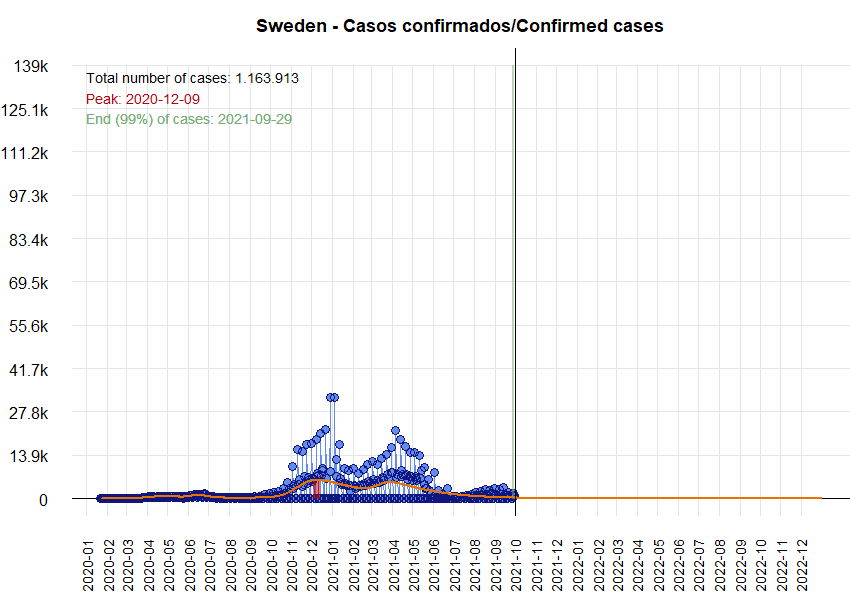 Sweden - Casos confirmados/Confirmed cases
139k
125.1k
111.2k
97.3k
83.4k
69.5k
55.6k
41.7k
27.8k
13.9k
0
Total number of cases: 1.163.913
Peak: 2020-12-09
End (99%) of cases: 2021-09-29
2020-01
2020-02
2020-03
2020-04
2020-05
2020-06
2020-07
2020-08
2020-09
2020-10
2020-11
2020-12
2021-01
2021-02
2021-03
2021-04
2021-05
2021-06
2021-07
2021-08
2021-09
2021-10
2021-11
2021-12
2022-01
2022-02
2022-03
2022-04
2022-05
2022-06
2022-07
2022-08
2022-09
2022-10
2022-11
2022-12